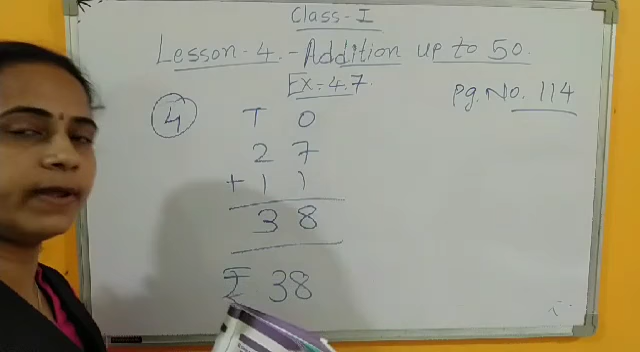 Class-I
Lesson-4.-Addition up to 50.
Ex-4.7.
Pg.No. 114
4
T O
2 7
+ 1 1
3 8
₹ 38